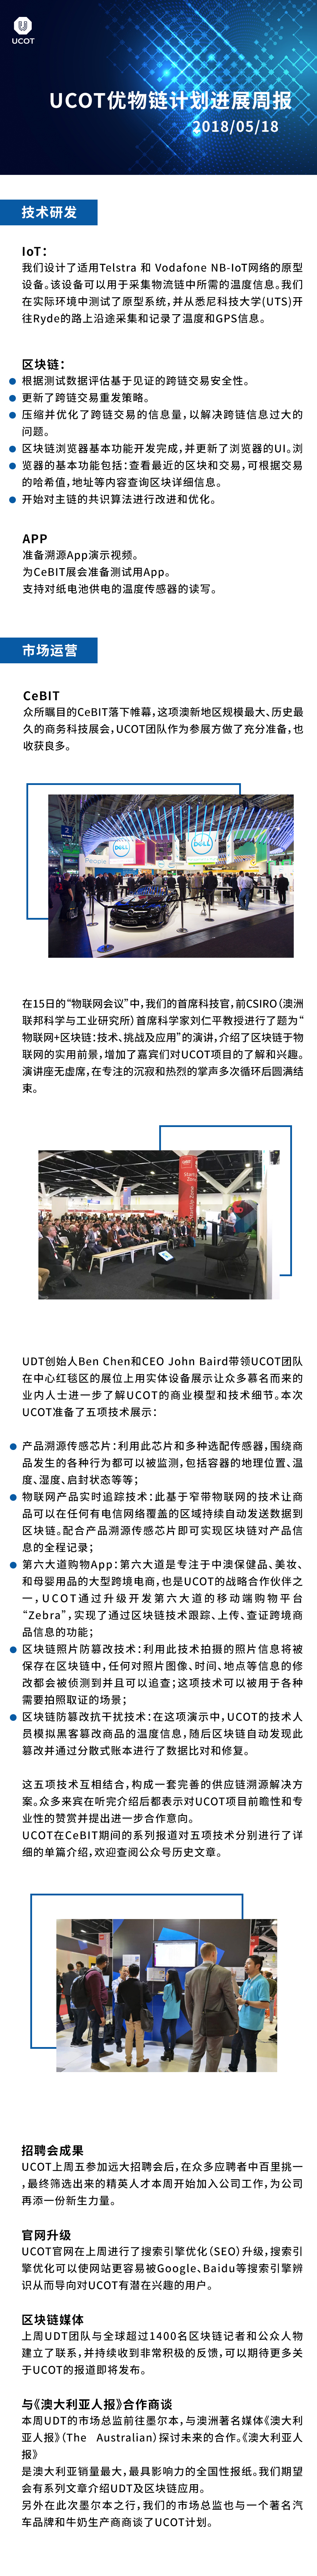 UCOT
UCOT优物链计划进展周报
2018/05/18
技术研发
IoT：
我们设计了适用Telstra 和 Vodafone NB-IoT网络的原型
设备。该设备可以用于采集物流链中所需的温度信息。我们
在实际环境中测试了原型系统，并从悉尼科技大学(UTS)开
往Ryde的路上沿途采集和记录了温度和GPS信息。
区块链：
根据测试数据评估基于见证的跨链交易安全性。
更新了跨链交易重发策略。
压缩并优化了跨链交易的信息量，以解决跨链信息过大的
问题。
区块链浏览器基本功能开发完成，并更新了浏览器的UI。浏
览器的基本功能包括：查看最近的区块和交易，可根据交易
的哈希值，地址等内容查询区块详细信息。
开始对主链的共识算法进行改进和优化。
APP
准备溯源App演示视频。
为CeBIT展会准备测试用App。
支持对纸电池供电的温度传感器的读写。
市场运营
CeBIT
众所瞩目的CeBIT落下帷幕，这项澳新地区规模最大、历史最
久的商务科技展会，UCOT团队作为参展方做了充分准备，也
收获良多。
DELL
DELL
People
2
在15日的“物联网会议”中，我们的首席科技官，前CSIRO（澳洲
联邦科学与工业研究所）首席科学家刘仁平教授进行了题为“
物联网+区块链：技术、挑战及应用”的演讲，介绍了区块链于物
联网的实用前景，增加了嘉宾们对UCOT项目的了解和兴趣。
演讲座无虚席，在专注的沉寂和热烈的掌声多次循环后圆满结
束。
UDT创始人Ben Chen和CEO John Baird带领UCOT团队
在中心红毯区的展位上用实体设备展示让众多慕名而来的
业内人士进一步了解UCOT的商业模型和技术细节。本次
UCOT准备了五项技术展示：
产品溯源传感芯片：利用此芯片和多种选配传感器，围绕商
品发生的各种行为都可以被监测，包括容器的地理位置、温
度、湿度、启封状态等等；
物联网产品实时追踪技术：此基于窄带物联网的技术让商
品可以在任何有电信网络覆盖的区域持续自动发送数据到
区块链。配合产品溯源传感芯片即可实现区块链对产品信
息的全程记录；
第六大道购物App：第六大道是专注于中澳保健品、美妆、
和母婴用品的大型跨境电商，也是UCOT的战略合作伙伴之
一，UCOT通过升级开发第六大道的移动端购物平台
“Zebra”，实现了通过区块链技术跟踪、上传、查证跨境商
品信息的功能；
区块链照片防篡改技术：利用此技术拍摄的照片信息将被
保存在区块链中，任何对照片图像、时间、地点等信息的修
改都会被侦测到并且可以追查；这项技术可以被用于各种
需要拍照取证的场景；
区块链防篡改抗干扰技术：在这项演示中，UCOT的技术人
员模拟黑客篡改商品的温度信息，随后区块链自动发现此
篡改并通过分散式账本进行了数据比对和修复。
这五项技术互相结合，构成一套完善的供应链溯源解决方
案。众多来宾在听完介绍后都表示对UCOT项目前瞻性和专
业性的赞赏并提出进一步合作意向。
UCOT在CeBIT期间的系列报道对五项技术分别进行了详
细的单篇介绍，欢迎查阅公众号历史文章。
招聘会成果
UCOT上周五参加远大招聘会后，在众多应聘者中百里挑一
，最终筛选出来的精英人才本周开始加入公司工作，为公司
再添一份新生力量。
官网升级
UCOT官网在上周进行了搜索引擎优化（SEO）升级，搜索引
擎优化可以使网站更容易被Google、Baidu等搜索引擎辨
识从而导向对UCOT有潜在兴趣的用户。
区块链媒体
上周UDT团队与全球超过1400名区块链记者和公众人物
建立了联系，并持续收到非常积极的反馈，可以期待更多关
于UCOT的报道即将发布。
与《澳大利亚人报》合作商谈
本周UDT的市场总监前往墨尔本，与澳洲著名媒体《澳大利
亚人报》（The Australian）探讨未来的合作。《澳大利亚人
报》
是澳大利亚销量最大，最具影响力的全国性报纸。我们期望
会有系列文章介绍UDT及区块链应用。
另外在此次墨尔本之行，我们的市场总监也与一个著名汽
车品牌和牛奶生产商商谈了UCOT计划。